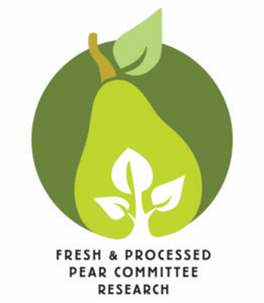 FRESH & PROCESSED
PEAR COMMITTEE
RESEARCH